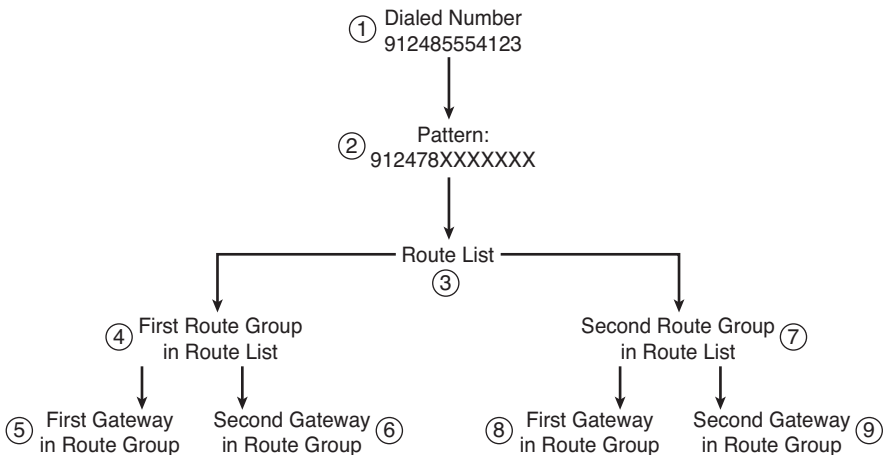 ① Dialed Number
912485554123
② Pattern:
912478XXXXXXX
Route List
③
④ First Route Group
in Route List
Second Route Group ⑦
in Route List
⑤ First Gateway
in Route Group
Second Gateway ⑥
in Route Group
⑧ First Gateway
in Route Group
Second Gateway ⑨
in Route Group